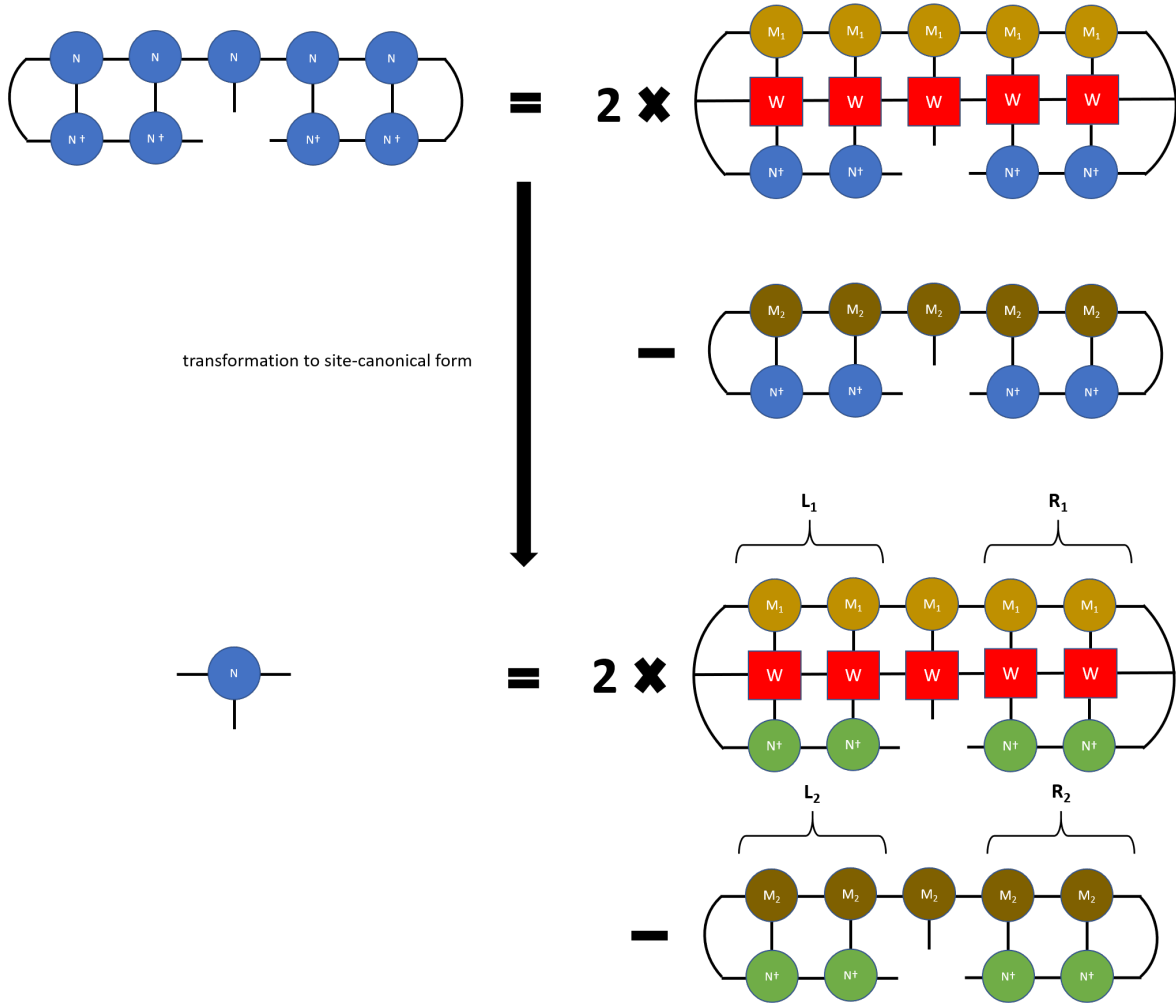 N N N N N = 2 × M₁ M₁ M₁ M₁ M₁
W W W W W
N† N† N† N†
N† N† N† N†
transformation to site-canonical form
− M₂ M₂ M₂ M₂ M₂
N† N† N† N†
L₁ R₁
M₁ M₁ M₁ M₁ M₁
N = 2 × W W W W W
N† N† N† N†
L₂ R₂
− M₂ M₂ M₂ M₂ M₂
N† N† N† N†